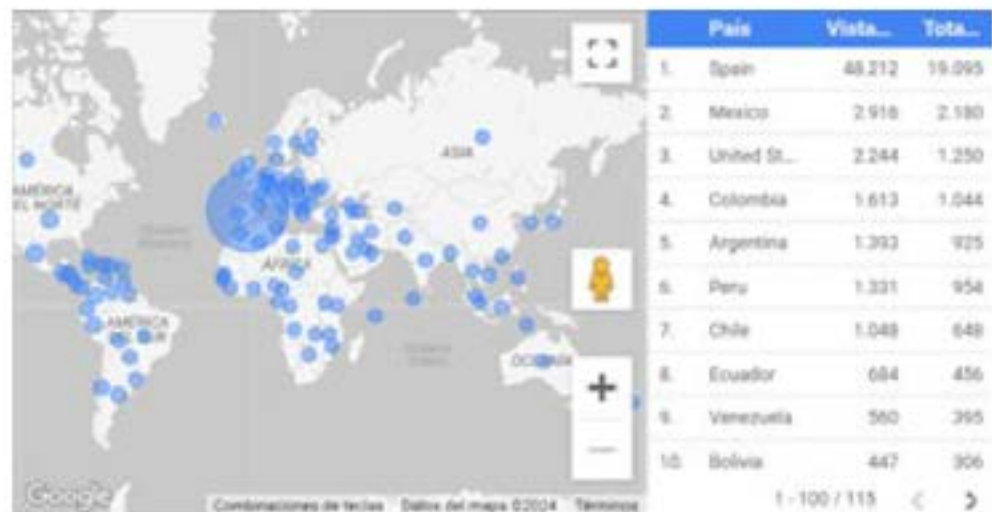 País Vista... Tota...
1. Spain 48.212 19.095
2. Mexico 2.916 2.180
3. United St... 2.244 1.250
4. Colombia 1.613 1.044
5. Argentina 1.393 925
6. Peru 1.331 954
7. Chile 1.048 648
8. Ecuador 684 456
9. Venezuela 560 395
10. Bolivia 447 306
1 - 100 / 115
ASIA
AMÉRICA
DEL NORTE
ÁFRICA
AMÉRICA
DEL SUR
OCEANÍA
Google
Combinaciones de teclas Datos del mapa ©2024 Términos